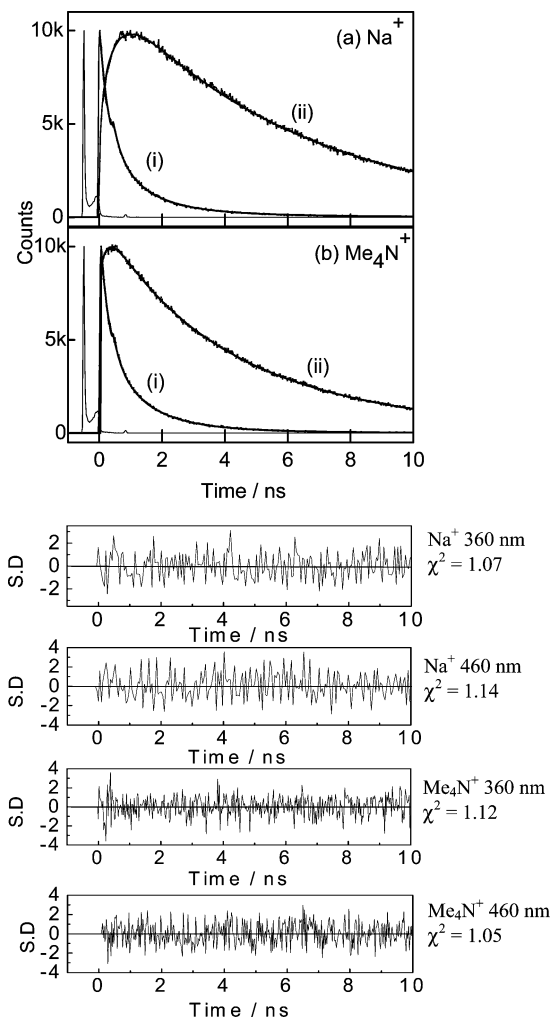 (a) Na⁺
10k
5k
0
(i)
(ii)
Counts
(b) Me₄N⁺
10k
5k
0
(i)
(ii)
0 2 4 6 8 10
Time / ns
S.D
2
0
-2
0 2 4 6 8 10
Time / ns
Na⁺ 360 nm
χ² = 1.07
S.D
4
2
0
-2
-4
0 2 4 6 8 10
Time / ns
Na⁺ 460 nm
χ² = 1.14
S.D
4
2
0
-2
-4
0 2 4 6 8 10
Time / ns
Me₄N⁺ 360 nm
χ² = 1.12
S.D
4
2
0
-2
-4
0 2 4 6 8 10
Time / ns
Me₄N⁺ 460 nm
χ² = 1.05